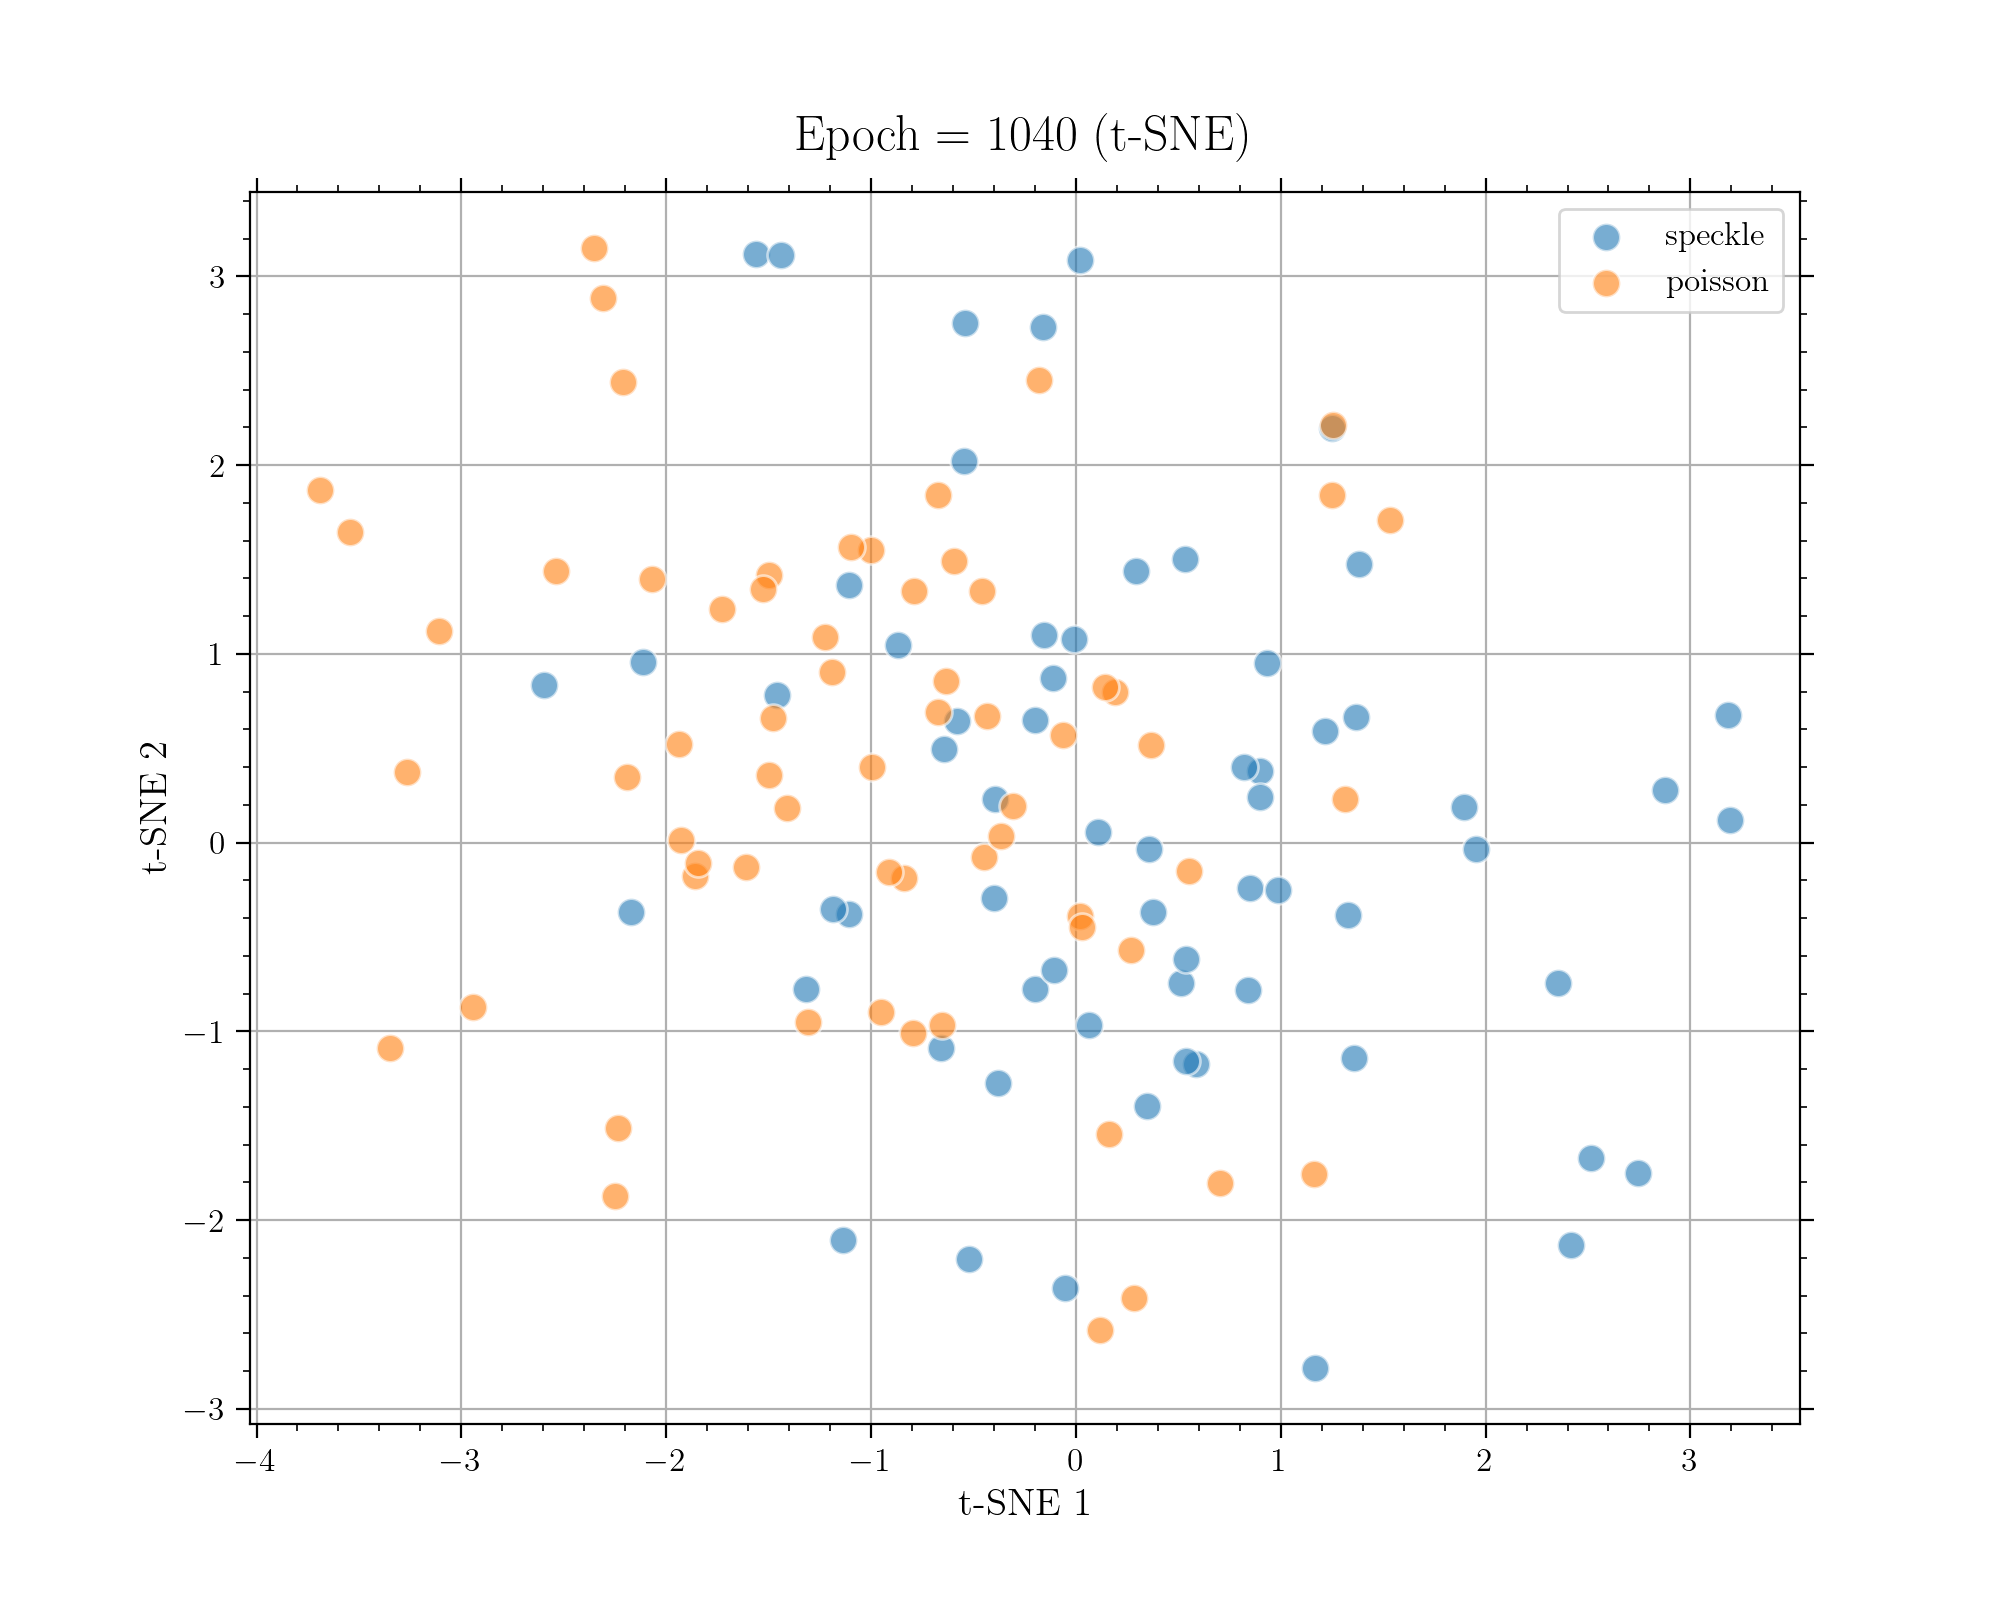 Epoch = 1040 (t-SNE)
speckle
poisson
3
2
1
0
−1
−2
−3
t-SNE 2
−4 −3 −2 −1 0 1 2 3
t-SNE 1